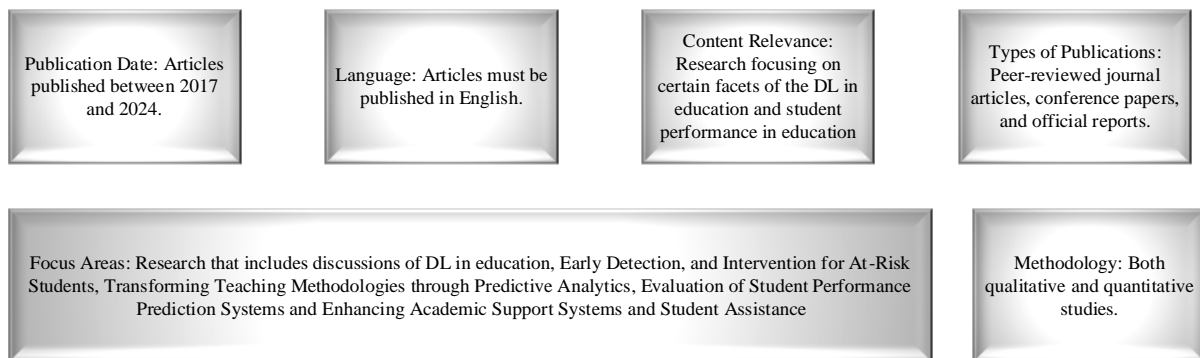 Publication Date: Articles
published between 2017
and 2024.
Language: Articles must be
published in English.
Content Relevance:
Research focusing on
certain facets of the DL in
education and student
performance in education
Types of Publications:
Peer-reviewed journal
articles, conference papers,
and official reports.
Focus Areas: Research that includes discussions of DL in education, Early Detection, and Intervention for At-Risk
Students, Transforming Teaching Methodologies through Predictive Analytics, Evaluation of Student Performance
Prediction Systems and Enhancing Academic Support Systems and Student Assistance
Methodology: Both
qualitative and quantitative
studies.